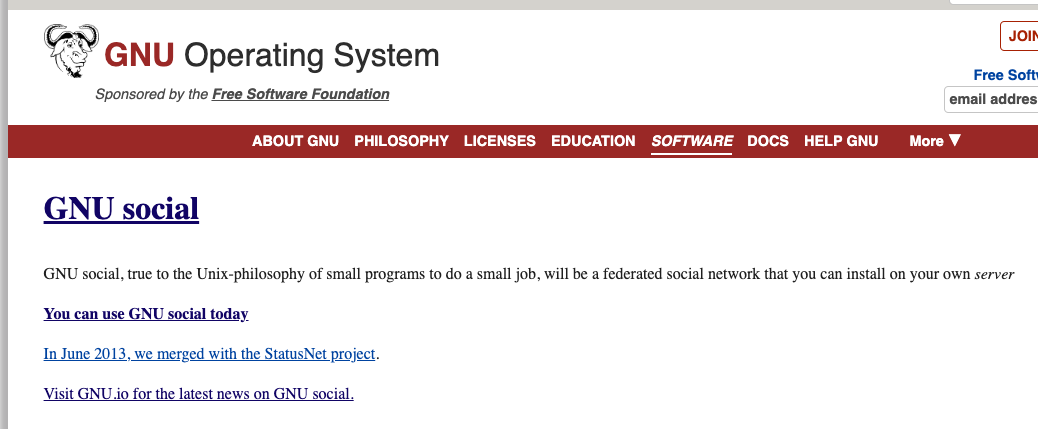 GNU Operating System
JOIN
Sponsored by the Free Software Foundation
Free Soft
email addres
ABOUT GNU PHILOSOPHY LICENSES EDUCATION SOFTWARE DOCS HELP GNU More ▼
GNU social
GNU social, true to the Unix-philosophy of small programs to do a small job, will be a federated social network that you can install on your own server
You can use GNU social today
In June 2013, we merged with the StatusNet project.
Visit GNU.io for the latest news on GNU social.